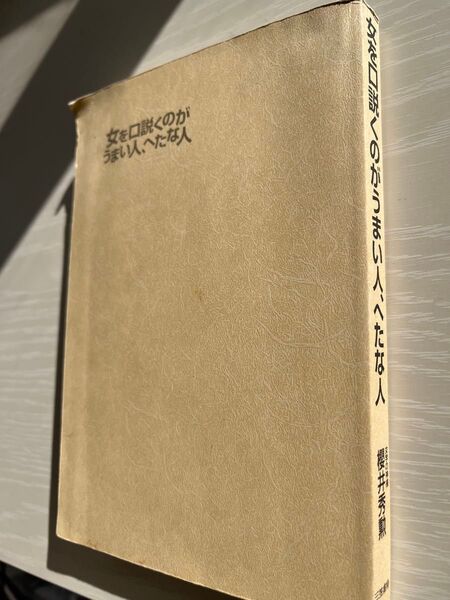 女を口説くのが
うまい人、へたな人
女を口説くのがうまい人、へたな人
櫻井秀勲